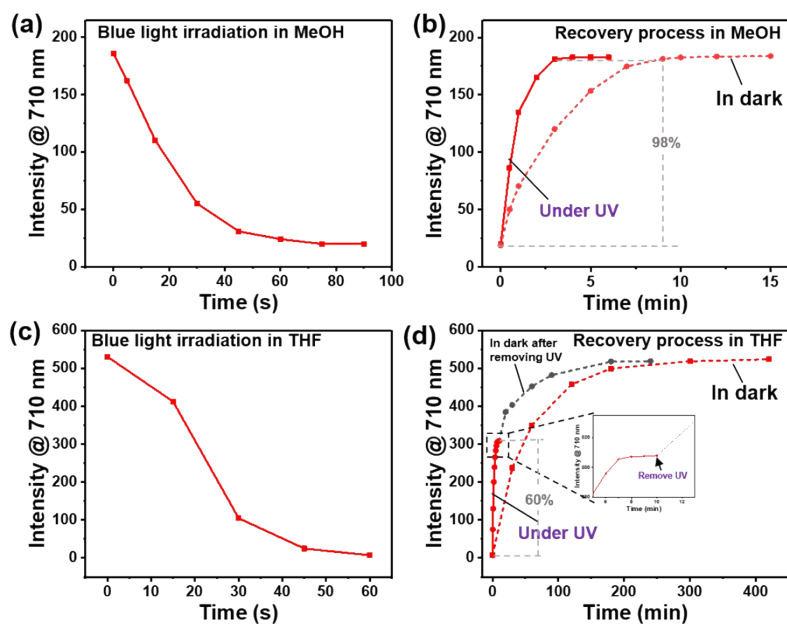 (a)
Blue light irradiation in MeOH
200
150
100
50
0
Intensity @ 710 nm
0 20 40 60 80
Time (s)
(b)
Recovery process in MeOH
200
150
100
50
0
Intensity @ 710 nm
In dark
98%
Under UV
0 5 10 15
Time (min)
(c)
Blue light irradiation in THF
600
500
400
300
200
100
0
Intensity @ 710 nm
0 10 20 30 40 50 60
Time (s)
(d)
Recovery process in THF
600
500
400
300
200
100
0
Intensity @ 710 nm
In dark after
removing UV
In dark
60%
Under UV
Intensity @ 710 nm
Remove UV
Time (min)
0 100 200 300 400
Time (min)